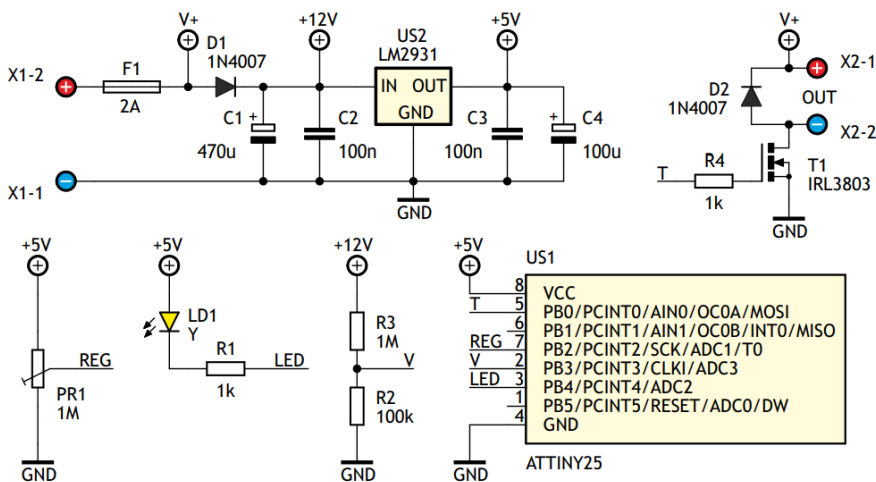 V+
+12V
US2
LM2931
+5V
V+
D1
1N4007
X1-2
+
F1
2A
IN OUT
GND
+
X2-1
D2
1N4007
OUT
C1
+
470u
C2
100n
C3
100n
+
C4
100u
X2-2
X1-1
GND
T
R4
1k
T1
IRL3803
GND
+5V
+5V
+12V
+5V
US1
8 VCC
T 5 PB0/PCINT0/AIN0/OC0A/MOSI
6 PB1/PCINT1/AIN1/OC0B/INT0/MISO
REG 7 PB2/PCINT2/SCK/ADC1/T0
V 2 PB3/PCINT3/CLKI/ADC3
LED 3 PB4/PCINT4/ADC2
1 PB5/PCINT5/RESET/ADC0/DW
4 GND
LD1
Y
R3
1M
REG
R1
LED
V
PR1
1M
1k
R2
100k
GND
GND
GND
ATTINY25